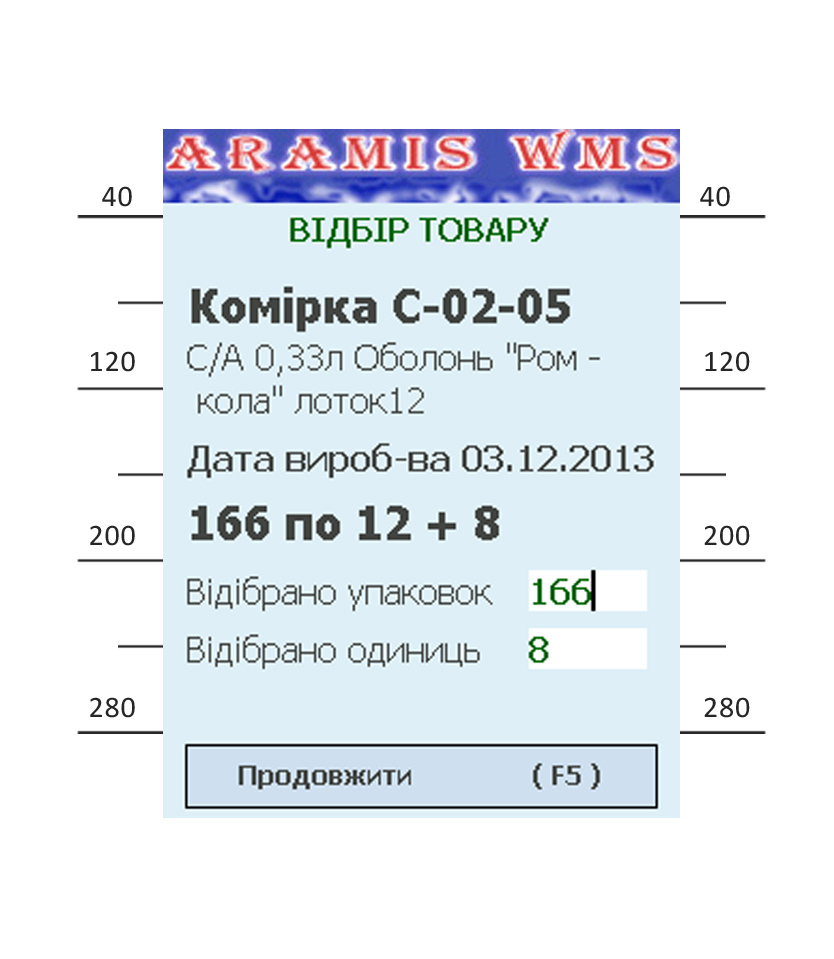 ARAMIS WMS
40 40
ВІДБІР ТОВАРУ
Комірка С-02-05
С/А 0,33л Оболонь "Ром -
120 120
кола" лоток12
Дата вироб-ва 03.12.2013
166 по 12 + 8
200 200
Відібрано упаковок 166
Відібрано одиниць 8
280 280
Продовжити ( F5 )